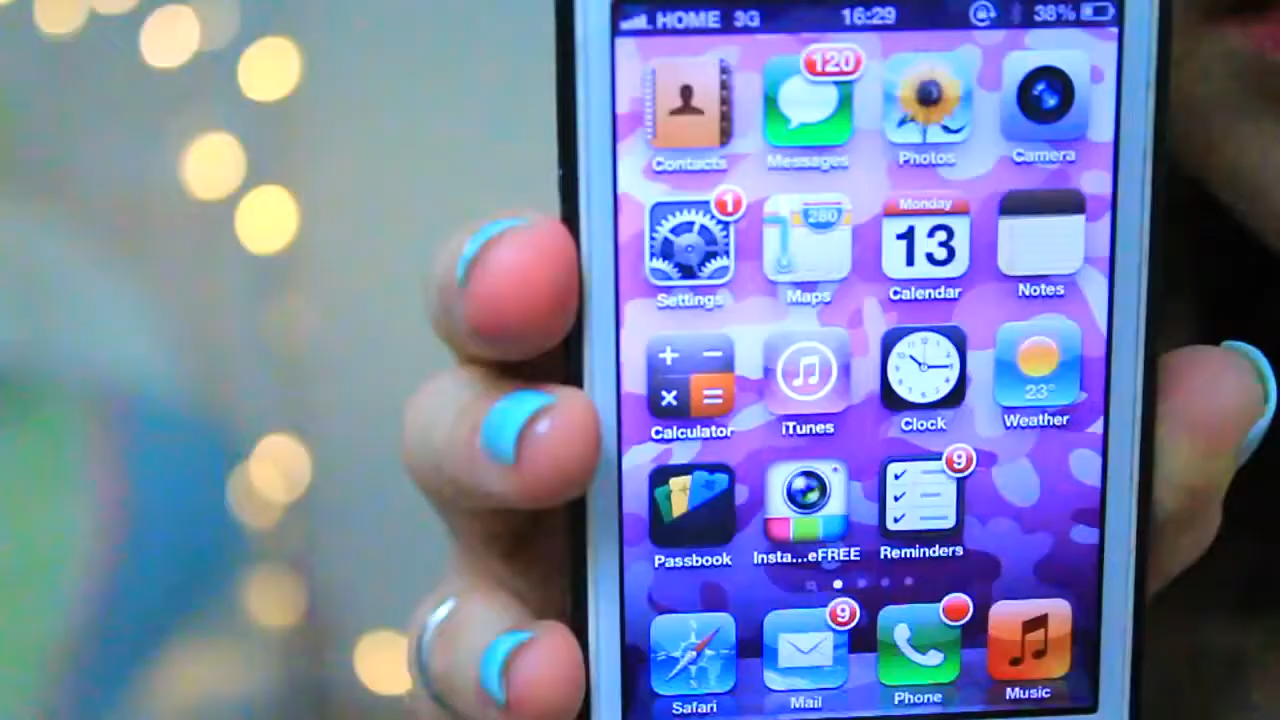 HOME 3G 16:29 38%
120
Contacts Messages Photos Camera
1 280 Monday
13
Settings Maps Calendar Notes
23°
Calculator iTunes Clock Weather
9
Passbook Insta...eFREE Reminders
9
Safari Mail Phone Music